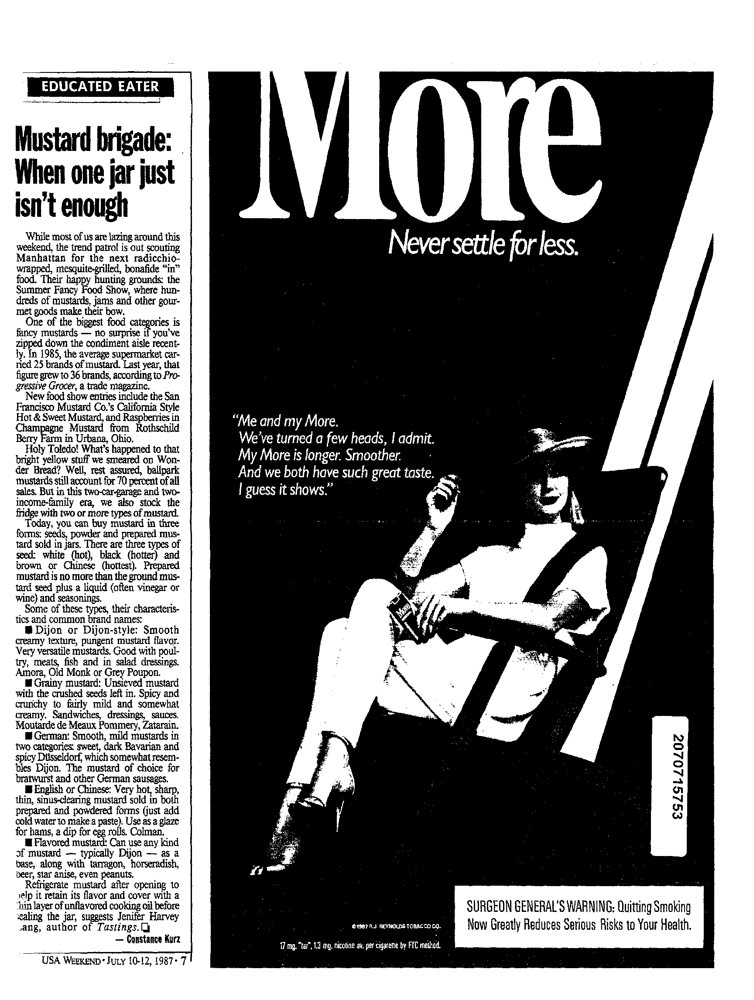 EDUCATED EATER
Mustard brigade:
When one jar just
isn't enough
While most of us are lazing around this
weekend, the trend patrol is out scouting
Manhattan for the next radicchio-
wrapped, mesquite-grilled, bonafide “in”
food. Their happy hunting grounds: the
Summer Fancy Food Show, where hun-
dreds of mustards, jams and other gour-
met goods make their bow.
One of the biggest food categories is
fancy mustards — no surprise if you've
zipped down the condiment aisle recent-
ly. In 1985, the average supermarket car-
ried 25 brands of mustard. Last year, that
figure grew to 36 brands, according to Pro-
gressive Grocer, a trade magazine.
New food show entries include the San
Francisco Mustard Co.'s California Style
Hot & Sweet Mustard, and Raspberries in
Champagne Mustard from Rothschild
Berry Farm in Urbana, Ohio.
Holy Toledo! What's happened to that
bright yellow stuff we smeared on Won-
der Bread? Well, rest assured, ballpark
mustards still account for 70 percent of all
sales. But in this two-car-garage and two-
income-family era, we also stock the
fridge with two or more types of mustard.
Today, you can buy mustard in three
forms: seeds, powder and prepared mus-
tard sold in jars. There are three types of
seed: white (hot), black (hotter) and
brown or Chinese (hottest). Prepared
mustard is no more than the ground mus-
tard seed plus a liquid (often vinegar or
wine) and seasonings.
Some of these types, their characteris-
tics and common brand names:
■ Dijon or Dijon-style: Smooth
creamy texture, pungent mustard flavor.
Very versatile mustards. Good with poul-
try, meats, fish and in salad dressings.
Amora, Old Monk or Grey Poupon.
■ Grainy mustard: Unsieved mustard
with the crushed seeds left in. Spicy and
crunchy to fairly mild and somewhat
creamy. Sandwiches, dressings, sauces.
Moutarde de Meaux Pommery, Zatarain.
■ German: Smooth, mild mustards in
two categories: sweet, dark Bavarian and
spicy Düsseldorf, which somewhat resem-
bles Dijon. The mustard of choice for
bratwurst and other German sausages.
■ English or Chinese: Very hot, sharp,
thin, sinus-clearing mustard sold in both
prepared and powdered forms (just add
cold water to make a paste). Use as a glaze
for hams, a dip for egg rolls. Colman.
■ Flavored mustard: Can use any kind
of mustard — typically Dijon — as a
base, along with tarragon, horseradish,
beer, star anise, even peanuts.
Refrigerate mustard after opening to
help it retain its flavor and cover with a
thin layer of unflavored cooking oil before
sealing the jar, suggests Jenifer Harvey
Lang, author of Tastings.
— Constance Kurz
USA WEEKEND • JULY 10-12, 1987 • 7
More
Never settle for less.
“Me and my More.
We've turned a few heads, I admit.
My More is longer. Smoother.
And we both have such great taste.
I guess it shows.”
2070715753
© 1987 R.J. REYNOLDS TOBACCO CO.
17 mg. "tar", 1.3 mg. nicotine av. per cigarette by FTC method.
SURGEON GENERAL'S WARNING: Quitting Smoking
Now Greatly Reduces Serious Risks to Your Health.